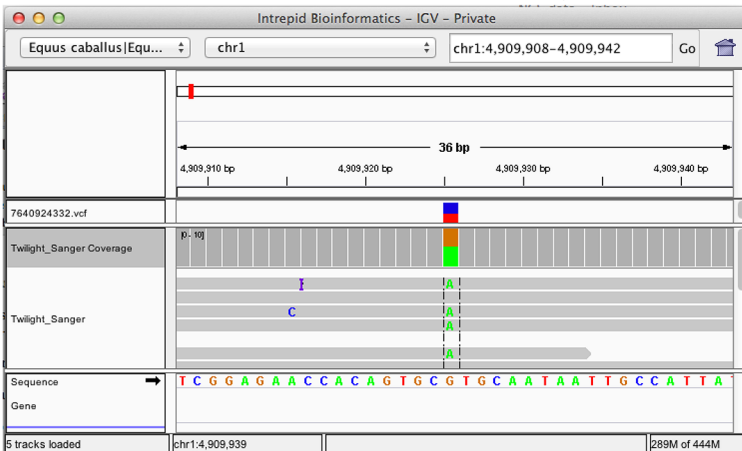 Intrepid Bioinformatics – IGV – Private
Equus caballus|Equ... chr1 chr1:4,909,908–4,909,942 Go
36 bp
4,909,910 bp 4,909,920 bp 4,909,930 bp 4,909,940 bp
7640924332.vcf
[0 - 10]
Twilight_Sanger Coverage
A
C A
Twilight_Sanger
A
A
Sequence T C G G A G A A C C A C A G T G C G T G C A A T A A T T G C C A T T A
Gene
5 tracks loaded chr1:4,909,939 289M of 444M